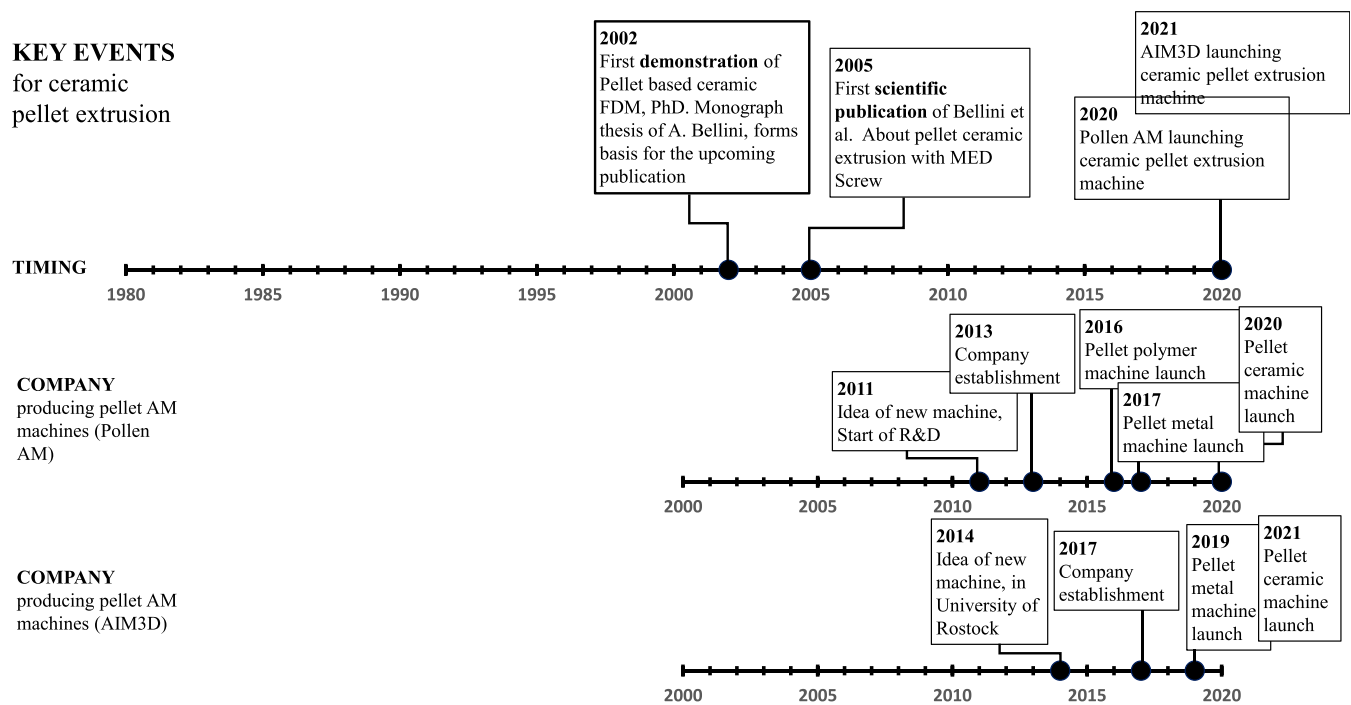 KEY EVENTS
for ceramic
pellet extrusion
2002
First demonstration of
Pellet based ceramic
FDM, PhD. Monograph
thesis of A. Bellini, forms
basis for the upcoming
publication
2005
First scientific
publication of Bellini et
al.  About pellet ceramic
extrusion with MED
Screw
2021
AIM3D launching
ceramic pellet extrusion
machine
2020
Pollen AM launching
ceramic pellet extrusion
machine
TIMING
1980 1985 1990 1995 2000 2005 2010 2015 2020
COMPANY
producing pellet AM
machines (Pollen
AM)
2011
Idea of new machine,
Start of R&D
2013
Company
establishment
2016
Pellet polymer
machine launch
2017
Pellet metal
machine launch
2020
Pellet
ceramic
machine
launch
2000 2005 2010 2015 2020
COMPANY
producing pellet AM
machines (AIM3D)
2014
Idea of new
machine, in
University of
Rostock
2017
Company
establishment
2019
Pellet
metal
machine
launch
2021
Pellet
ceramic
machine
launch
2000 2005 2010 2015 2020